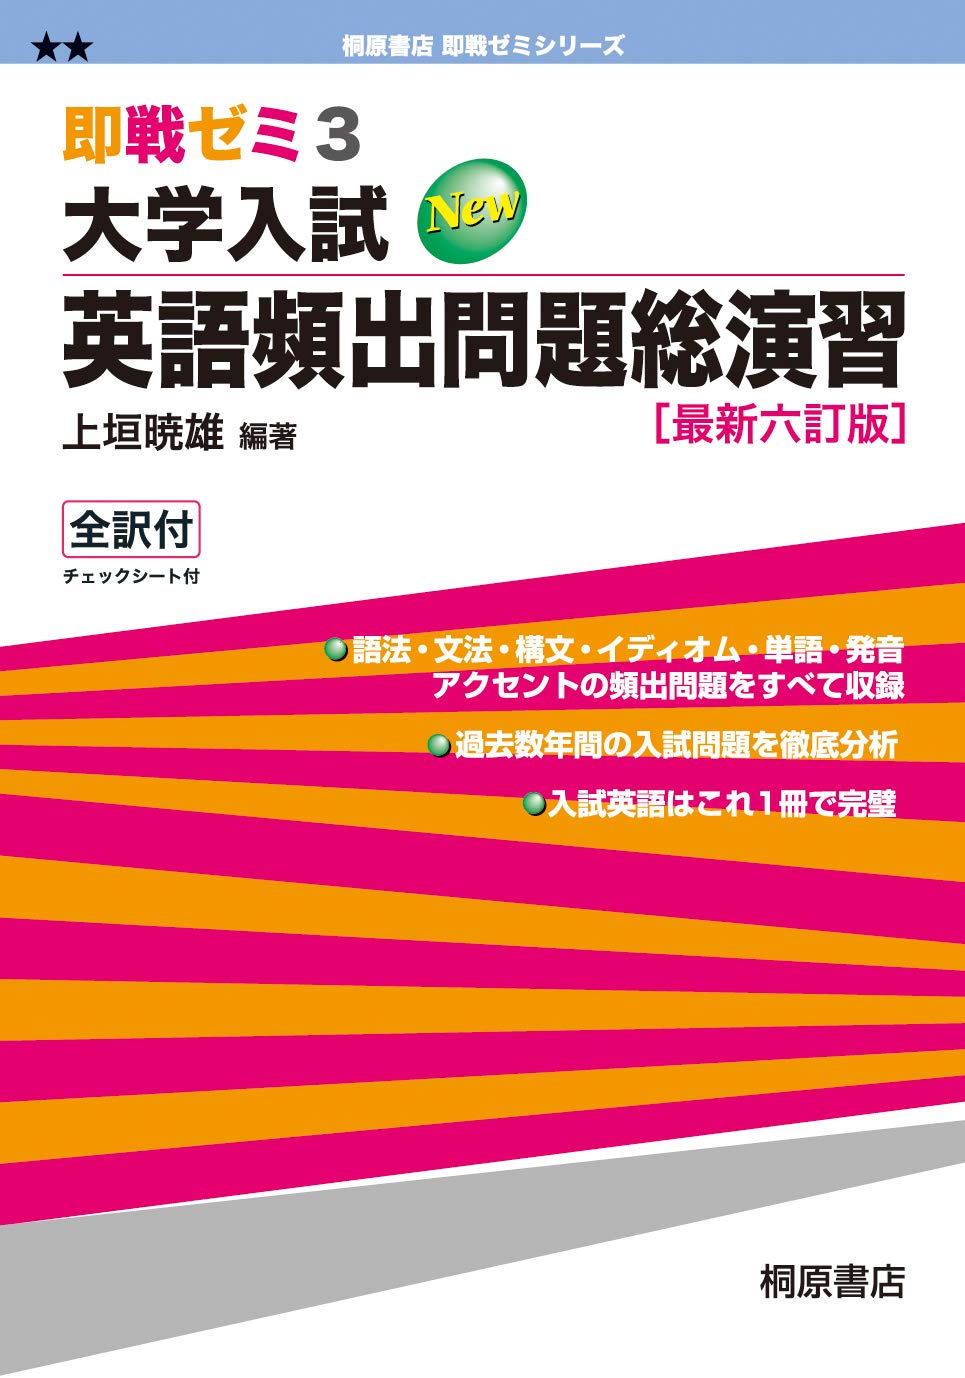 ★★
桐原書店 即戦ゼミシリーズ
即戦ゼミ3
大学入試
New
英語頻出問題総演習
［最新六訂版］
上垣暁雄 編著
全訳付
チェックシート付
語法・文法・構文・イディオム・単語・発音
アクセントの頻出問題をすべて収録
過去数年間の入試問題を徹底分析
入試英語はこれ1冊で完璧
桐原書店